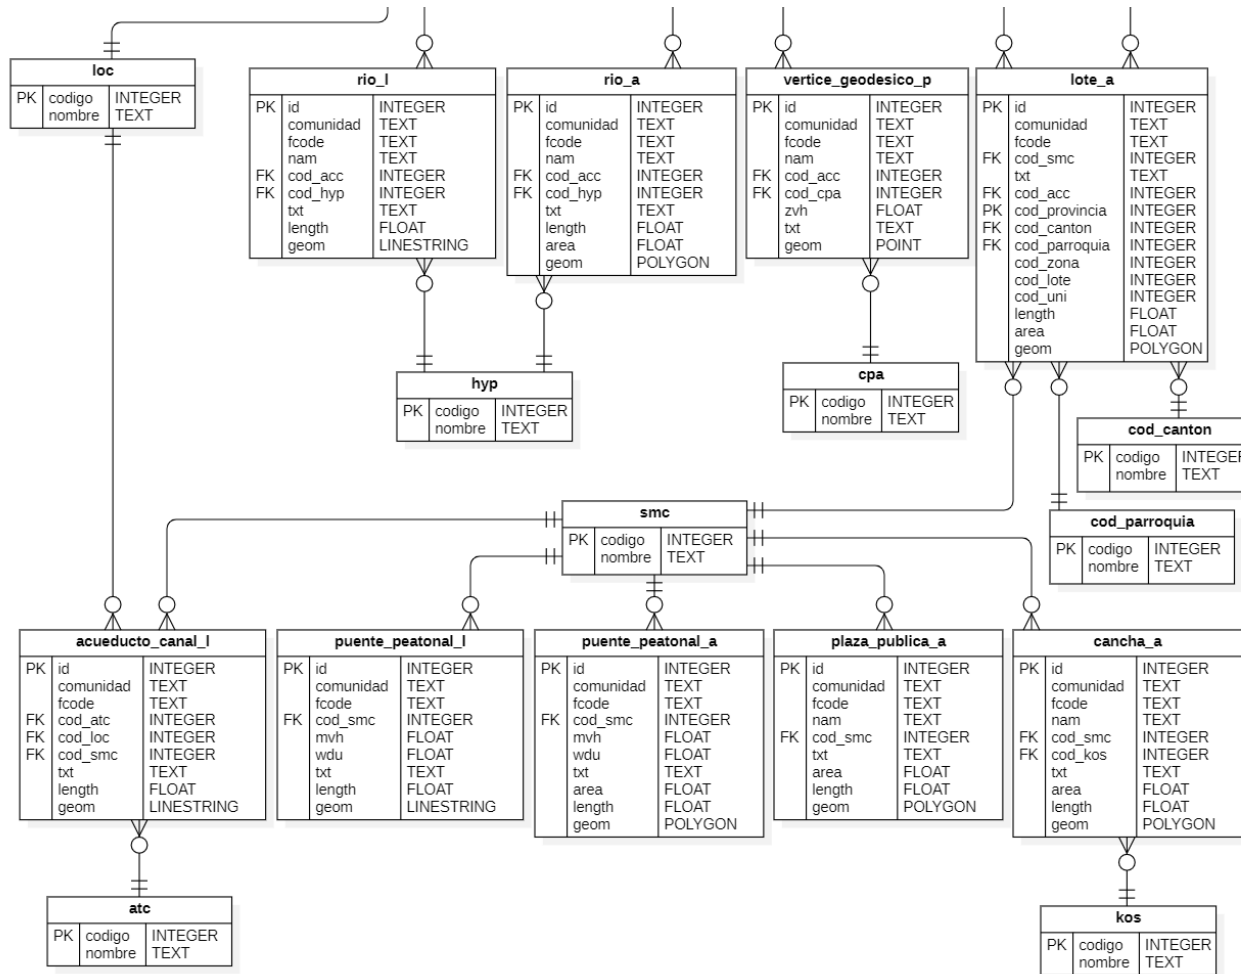 loc
PK codigo INTEGER
nombre TEXT
rio_l
PK id INTEGER
comunidad TEXT
fcode TEXT
nam TEXT
FK cod_acc INTEGER
FK cod_hyp INTEGER
txt TEXT
length FLOAT
geom LINESTRING
rio_a
PK id INTEGER
comunidad TEXT
fcode TEXT
nam TEXT
FK cod_acc INTEGER
FK cod_hyp INTEGER
txt TEXT
length FLOAT
area FLOAT
geom POLYGON
vertice_geodesico_p
PK id INTEGER
comunidad TEXT
fcode TEXT
nam TEXT
FK cod_acc INTEGER
FK cod_cpa INTEGER
zvh FLOAT
txt TEXT
geom POINT
lote_a
PK id INTEGER
comunidad TEXT
fcode TEXT
FK cod_smc INTEGER
txt TEXT
FK cod_acc INTEGER
PK cod_provincia INTEGER
FK cod_canton INTEGER
FK cod_parroquia INTEGER
cod_zona INTEGER
cod_lote INTEGER
cod_uni INTEGER
length FLOAT
area FLOAT
geom POLYGON
hyp
PK codigo INTEGER
nombre TEXT
cpa
PK codigo INTEGER
nombre TEXT
cod_canton
PK codigo INTEGER
nombre TEXT
smc
PK codigo INTEGER
nombre TEXT
cod_parroquia
PK codigo INTEGER
nombre TEXT
acueducto_canal_l
PK id INTEGER
comunidad TEXT
fcode TEXT
FK cod_atc INTEGER
FK cod_loc INTEGER
FK cod_smc INTEGER
txt TEXT
length FLOAT
geom LINESTRING
puente_peatonal_l
PK id INTEGER
comunidad TEXT
fcode TEXT
FK cod_smc INTEGER
mvh FLOAT
wdu FLOAT
txt TEXT
length FLOAT
geom LINESTRING
puente_peatonal_a
PK id INTEGER
comunidad TEXT
fcode TEXT
FK cod_smc INTEGER
mvh FLOAT
wdu FLOAT
txt TEXT
area FLOAT
length FLOAT
geom POLYGON
plaza_publica_a
PK id INTEGER
comunidad TEXT
fcode TEXT
nam TEXT
FK cod_smc INTEGER
txt TEXT
area FLOAT
length FLOAT
geom POLYGON
cancha_a
PK id INTEGER
comunidad TEXT
fcode TEXT
nam TEXT
FK cod_smc INTEGER
FK cod_kos INTEGER
txt TEXT
area FLOAT
length FLOAT
geom POLYGON
atc
PK codigo INTEGER
nombre TEXT
kos
PK codigo INTEGER
nombre TEXT